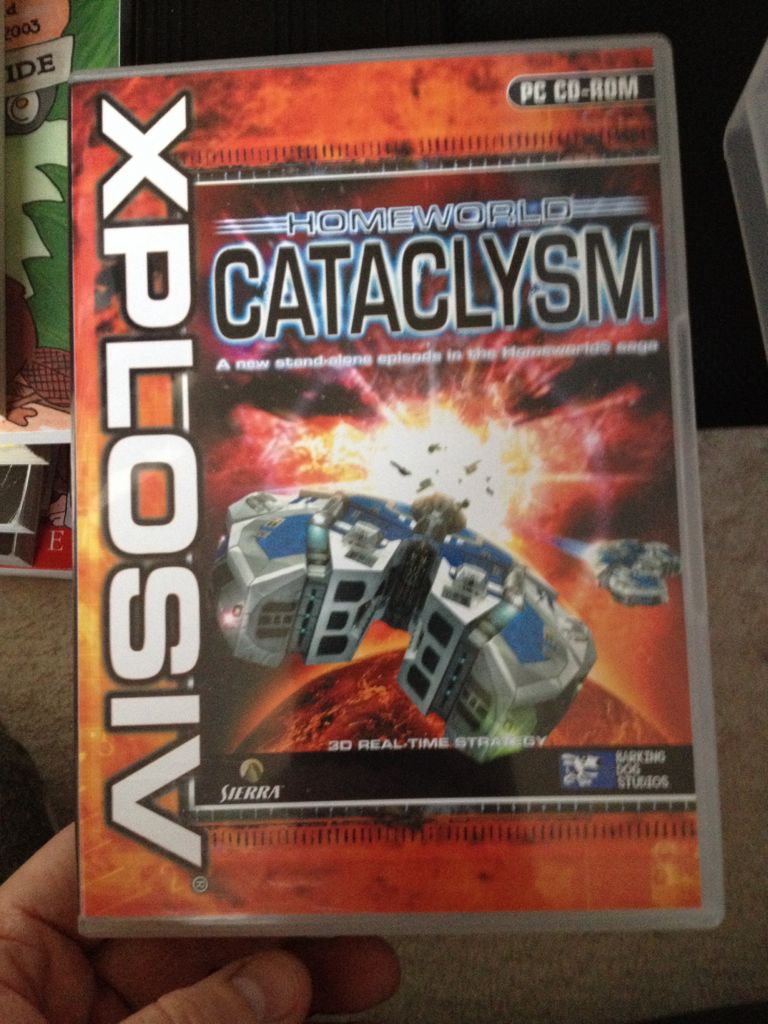 2003
IDE
PC CD-ROM
XPLOSIV
®
HOMEWORLD
CATACLYSM
A new stand-alone episode in the Homeworld® saga
3D REAL-TIME STRATEGY
SIERRA
BARKING
DOG
STUDIOS
E